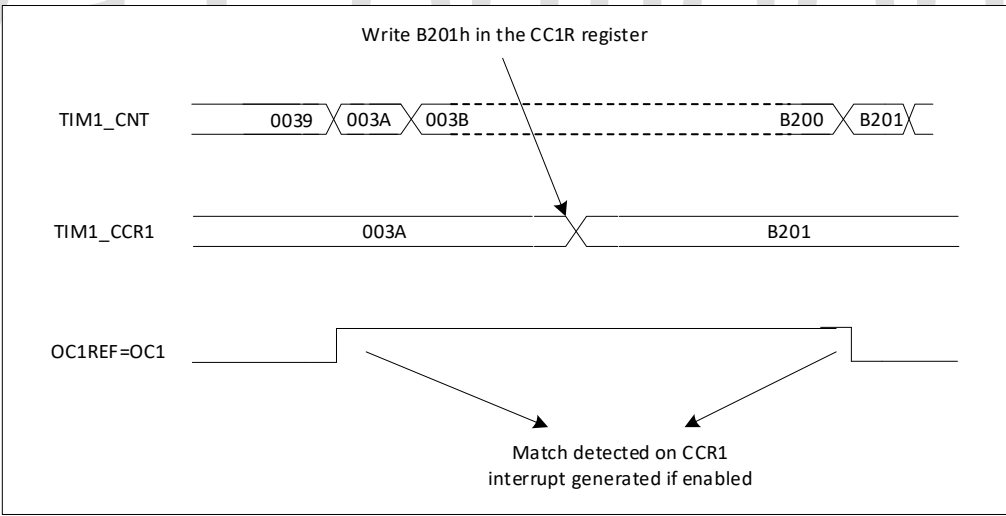 Write B201h in the CC1R register
TIM1_CNT
0039
003A
003B
B200
B201
TIM1_CCR1
003A
B201
OC1REF=OC1
Match detected on CCR1
interrupt generated if enabled